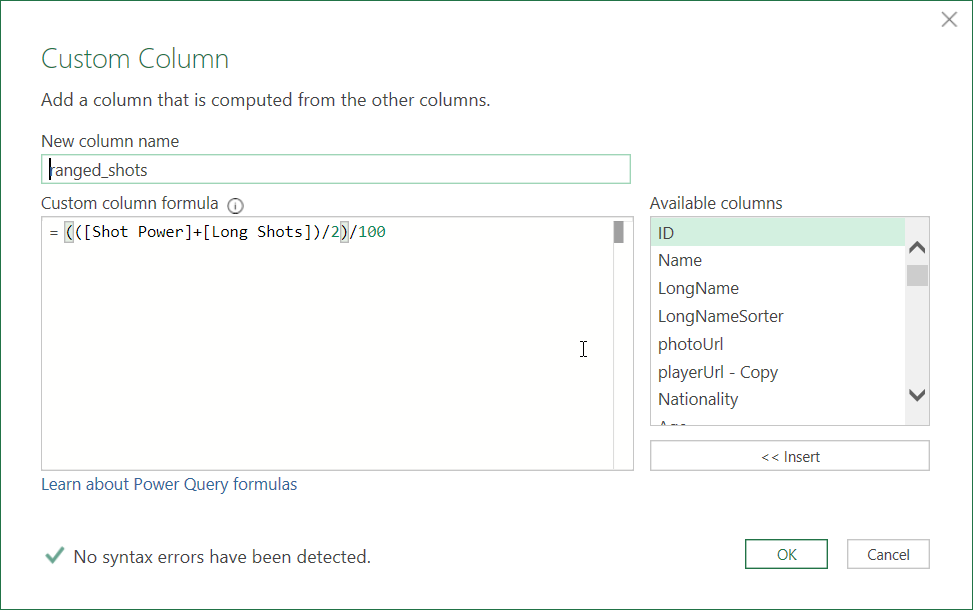 Custom Column
Add a column that is computed from the other columns.
New column name
ranged_shots
Custom column formula
= (([Shot Power]+[Long Shots])/2)/100
Available columns
ID
Name
LongName
LongNameSorter
photoUrl
playerUrl - Copy
Nationality
<< Insert
Learn about Power Query formulas
No syntax errors have been detected.
OK
Cancel